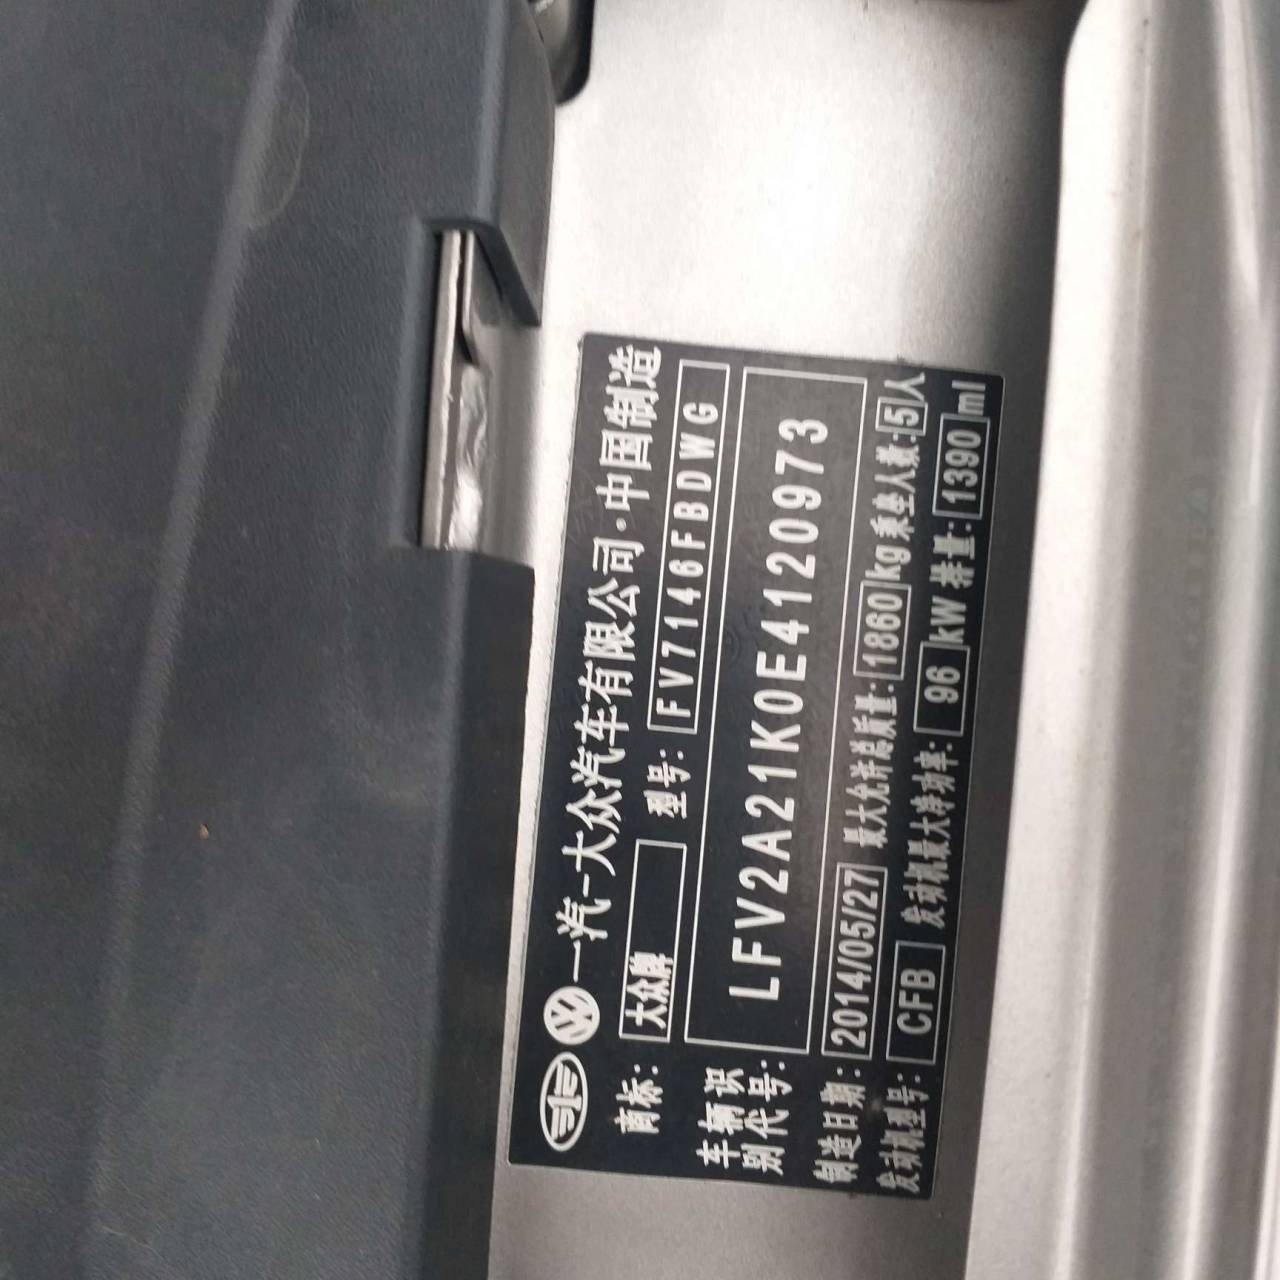 一汽-大众汽车有限公司·中国制造
商标: 大众牌 型号: FV7146FBDWG
车辆识别代号: LFV2A21K0E4120973
制造日期: 2014/05/27 最大允许总质量: 1860 kg 乘坐人数: 5 人
发动机型号: CFB 发动机最大净功率: 96 kW 排量: 1390 ml